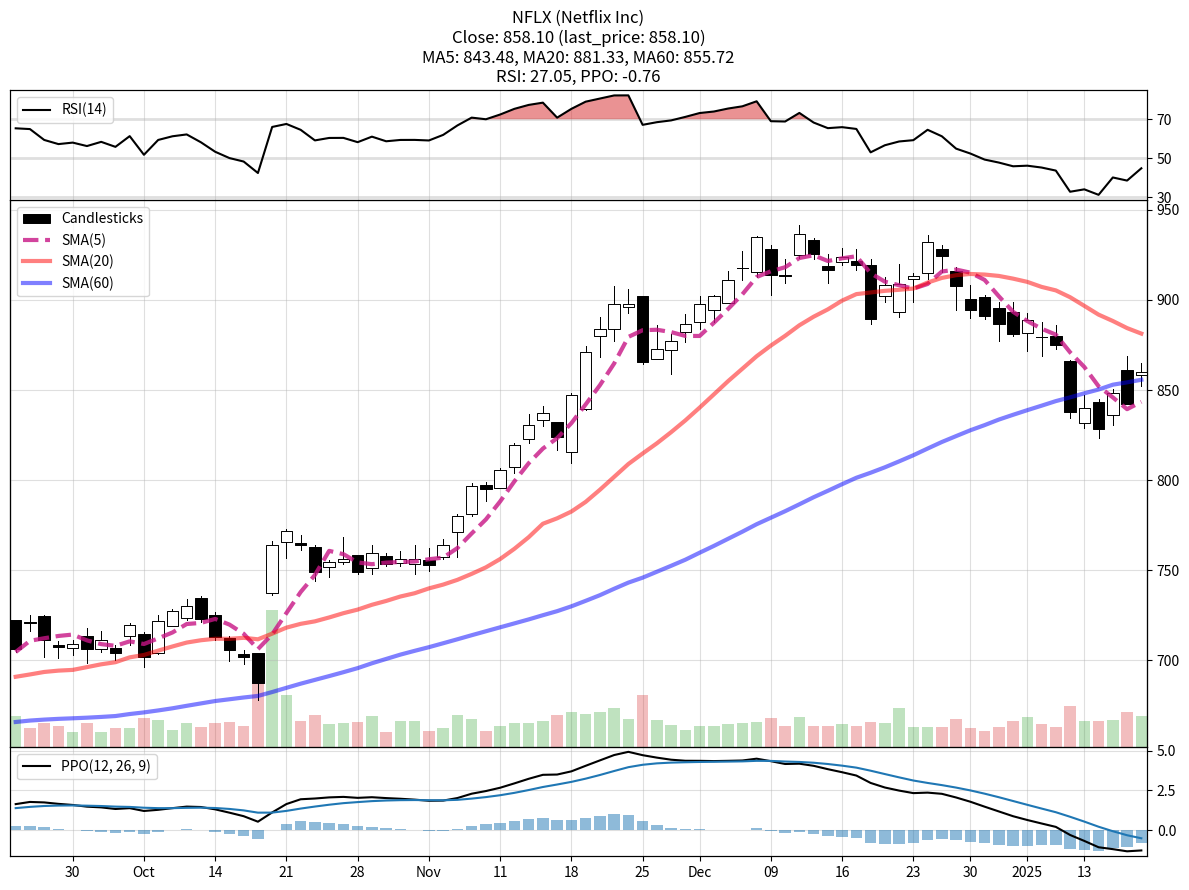 NFLX (Netflix Inc)
Close: 858.10 (last_price: 858.10)
MA5: 843.48, MA20: 881.33, MA60: 855.72
RSI: 27.05, PPO: -0.76
RSI(14)
70
50
30
Candlesticks
SMA(5)
SMA(20)
SMA(60)
950
900
850
800
750
700
PPO(12, 26, 9)
5.0
2.5
0.0
30 Oct 14 21 28 Nov 11 18 25 Dec 09 16 23 30 2025 13